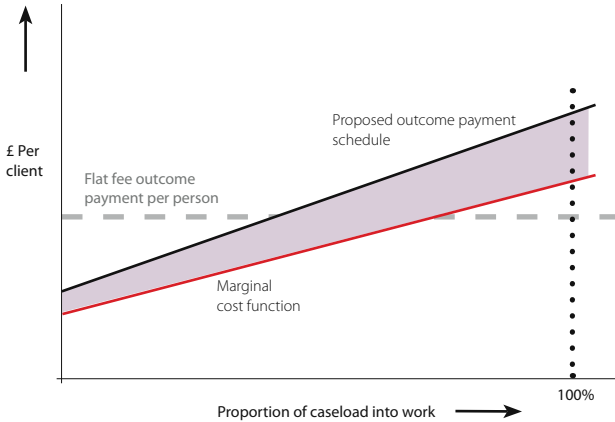 £ Per
client
Proposed outcome payment
schedule
Flat fee outcome
payment per person
Marginal
cost function
100%
Proportion of caseload into work